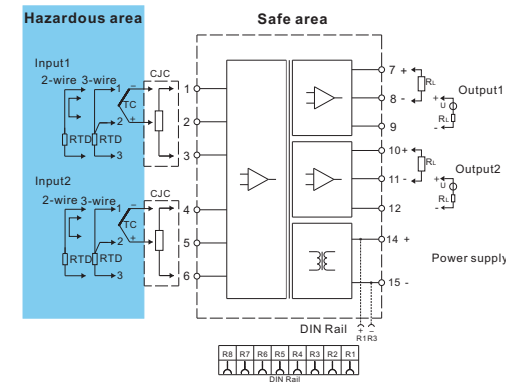 Hazardous area
Safe area
Input1
2-wire 3-wire
1
−
TC
2
+
RTD
RTD
3
CJC
1
2
3
Input2
2-wire 3-wire
1
−
TC
2
+
RTD
RTD
3
CJC
4
5
6
7 +
8 -
9
RL
+
U
RL
-
Output1
10+
11 -
12
RL
+
U
RL
-
Output2
14 +
15 -
Power supply
DIN Rail
+ −
R1R3
R8 R7 R6 R5 R4 R3 R2 R1
DIN Rail